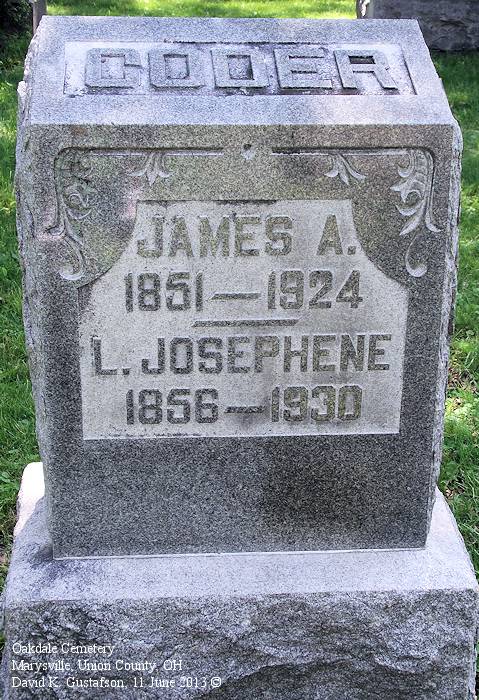 CODER
JAMES A.
1851—1924
L. JOSEPHENE
1856—1930
Oakdale Cemetery
Marysville, Union County, OH
David K. Gustafson, 11 June 2013 ©